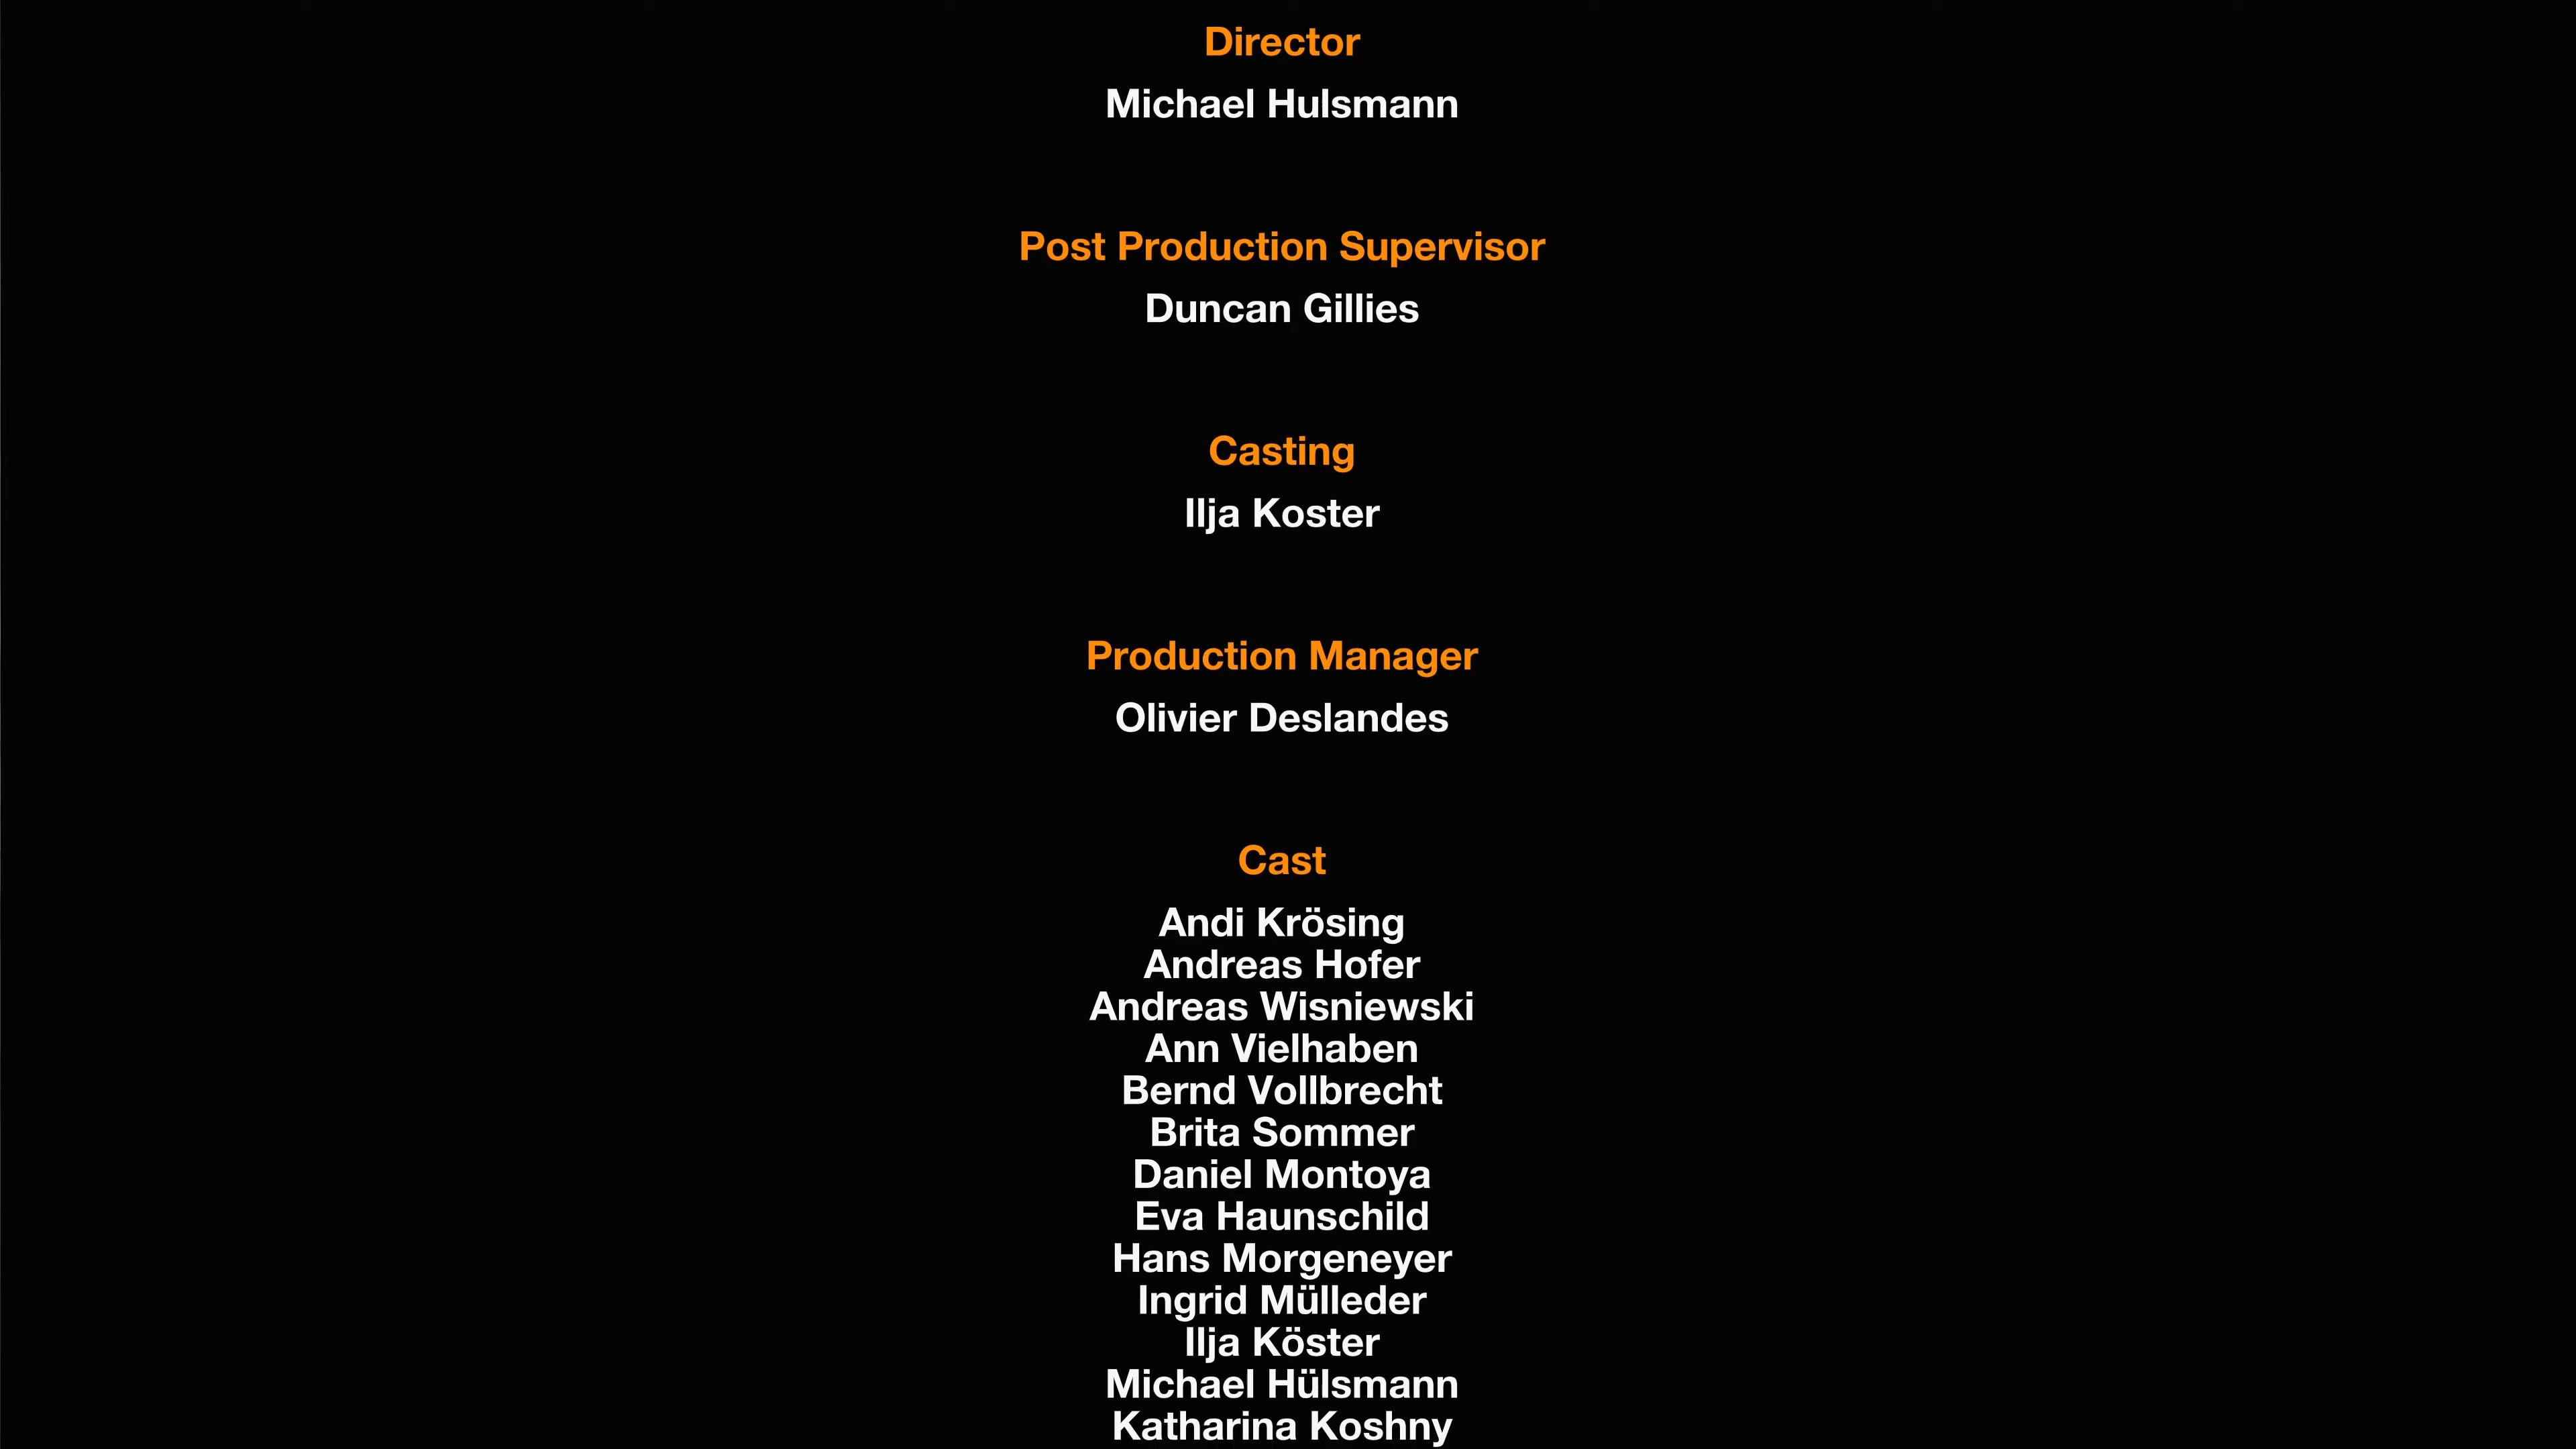 Director
Michael Hulsmann
Post Production Supervisor
Duncan Gillies
Casting
Ilja Koster
Production Manager
Olivier Deslandes
Cast
Andi Krösing
Andreas Hofer
Andreas Wisniewski
Ann Vielhaben
Bernd Vollbrecht
Brita Sommer
Daniel Montoya
Eva Haunschild
Hans Morgeneyer
Ingrid Mülleder
Ilja Köster
Michael Hülsmann
Katharina Koshny